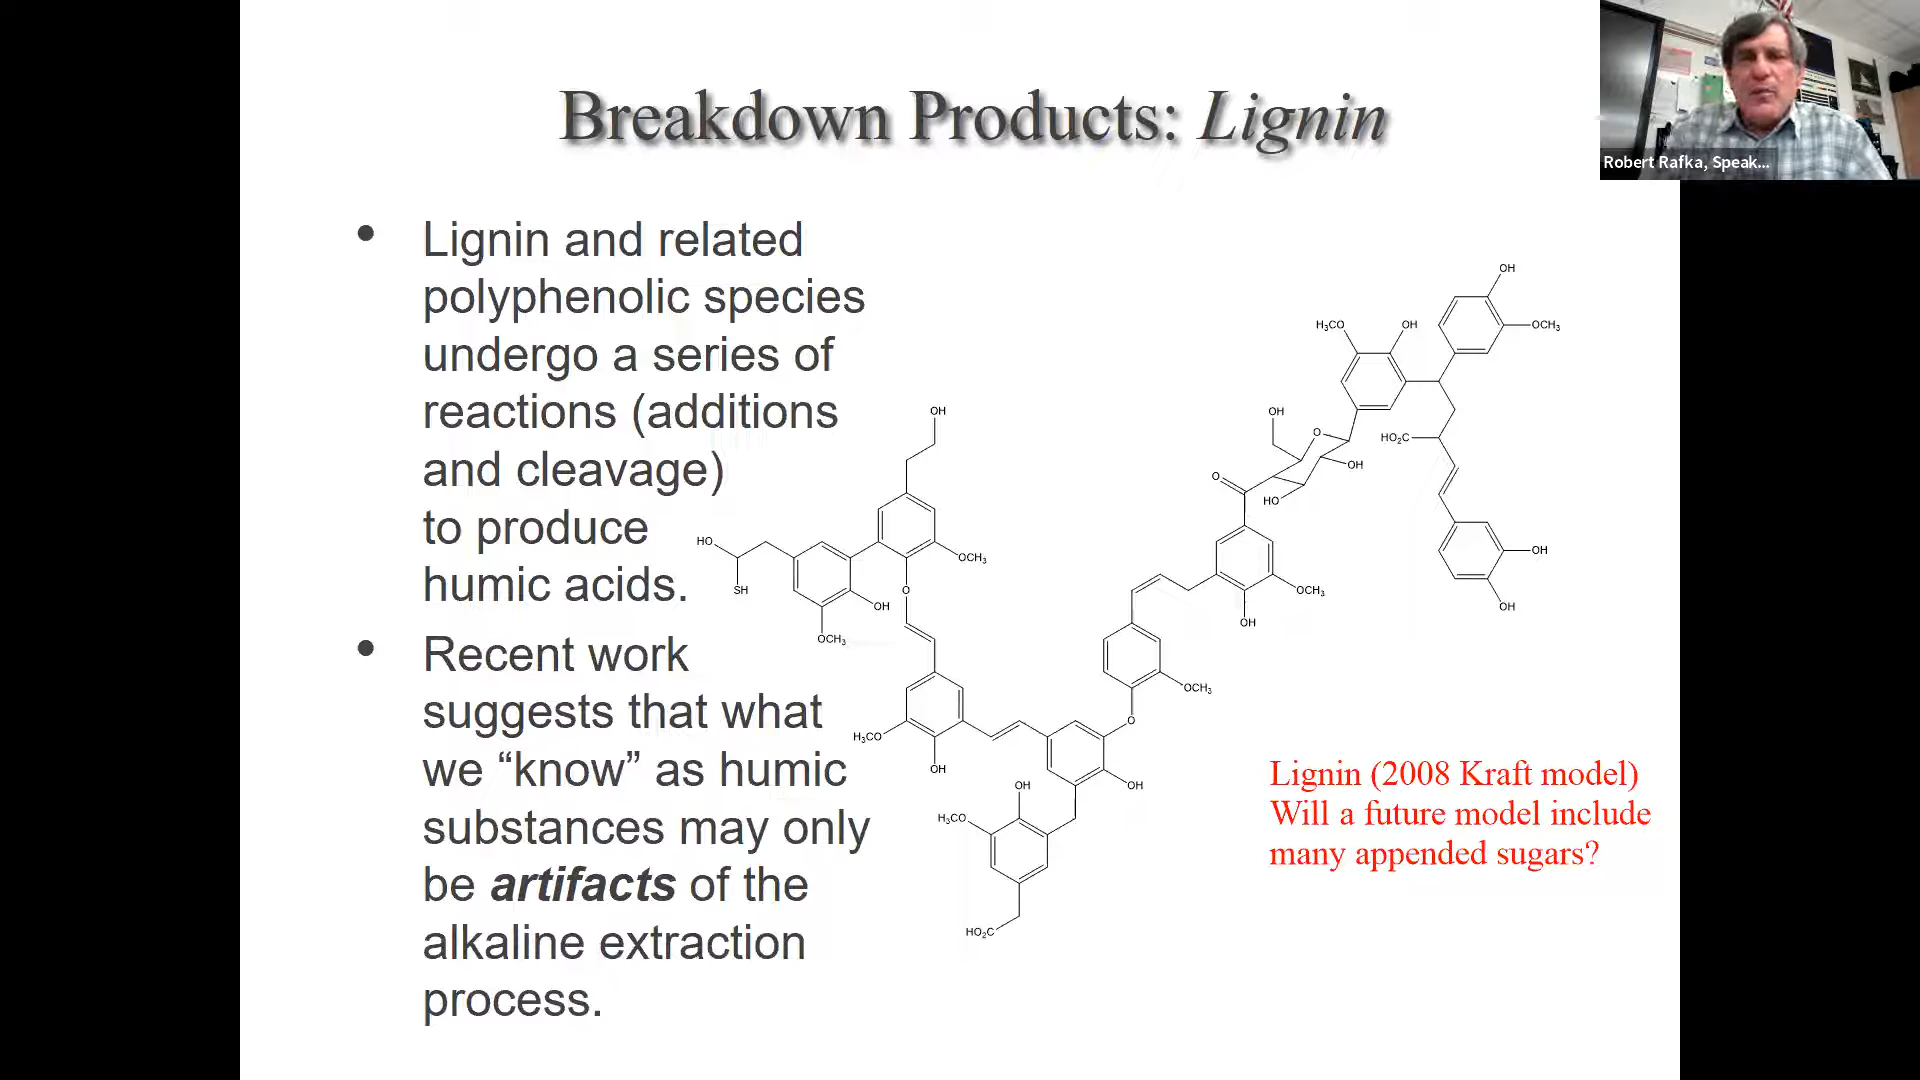 Breakdown Products: Lignin
Robert Rafka, Speak...
• Lignin and related
polyphenolic species
undergo a series of
reactions (additions
and cleavage)
to produce
humic acids.
• Recent work
suggests that what
we “know” as humic
substances may only
be artifacts of the
alkaline extraction
process.
OH
H₃CO
OH
OCH₃
OH
OH
O
HO₂C
OH
O
HO
HO
OCH₃
OH
SH
O
OCH₃
OH
OH
OH
OCH₃
OCH₃
O
H₃CO
OH
OH
OH
H₃CO
HO₂C
Lignin (2008 Kraft model)
Will a future model include
many appended sugars?